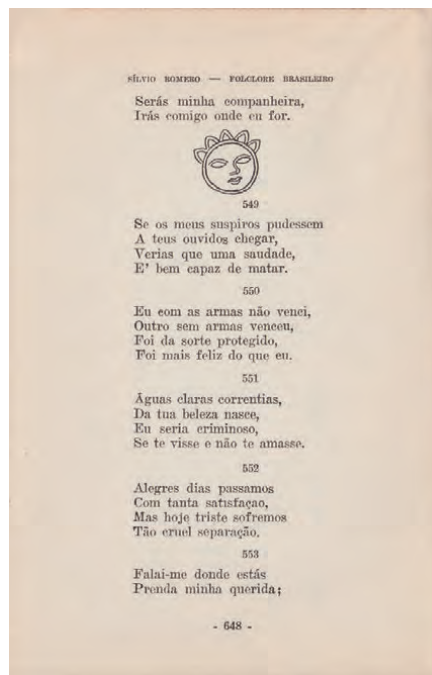 SÍLVIO ROMERO — FOLCLORE BRASILEIRO
Serás minha companheira,
Irás comigo onde eu for.
549
Se os meus suspiros pudessem
A teus ouvidos chegar,
Verias que uma saudade,
E' bem capaz de matar.
550
Eu com as armas não venci,
Outro sem armas venceu,
Foi da sorte protegido,
Foi mais feliz do que eu.
551
Águas claras correntias,
Da tua beleza nasce,
Eu seria criminoso,
Se te visse e não te amasse.
552
Alegres dias passamos
Com tanta satisfaçao,
Mas hoje triste sofremos
Tão cruel separação.
553
Falai-me donde estás
Prenda minha querida;
- 648 -